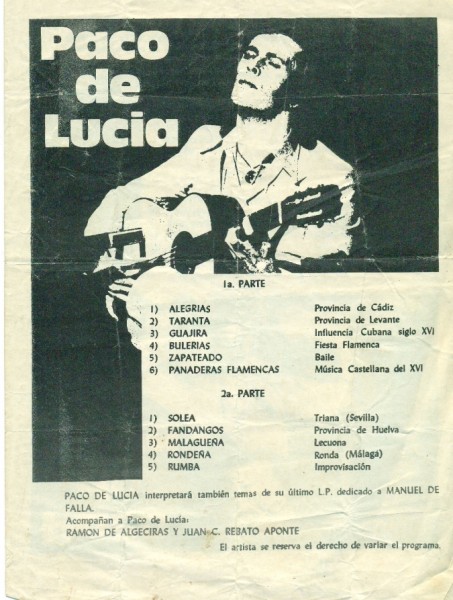 Paco
de
Lucia
1a. PARTE
1) ALEGRIAS Provincia de Cádiz
2) TARANTA Provincia de Levante
3) GUAJIRA Influencia Cubana siglo XVI
4) BULERIAS Fiesta Flamenca
5) ZAPATEADO Baile
6) PANADERAS FLAMENCAS Música Castellana del XVI
2a. PARTE
1) SOLEA Triana (Sevilla)
2) FANDANGOS Provincia de Huelva
3) MALAGUEÑA Lecuona
4) RONDEÑA Ronda (Málaga)
5) RUMBA Improvisación
PACO DE LUCIA interpretará también temas de su último L.P. dedicado a MANUEL DE
FALLA.
Acompañan a Paco de Lucia:
RAMON DE ALGECIRAS Y JUAN C. REBATO APONTE
El artista se reserva el derecho de variar el programa.